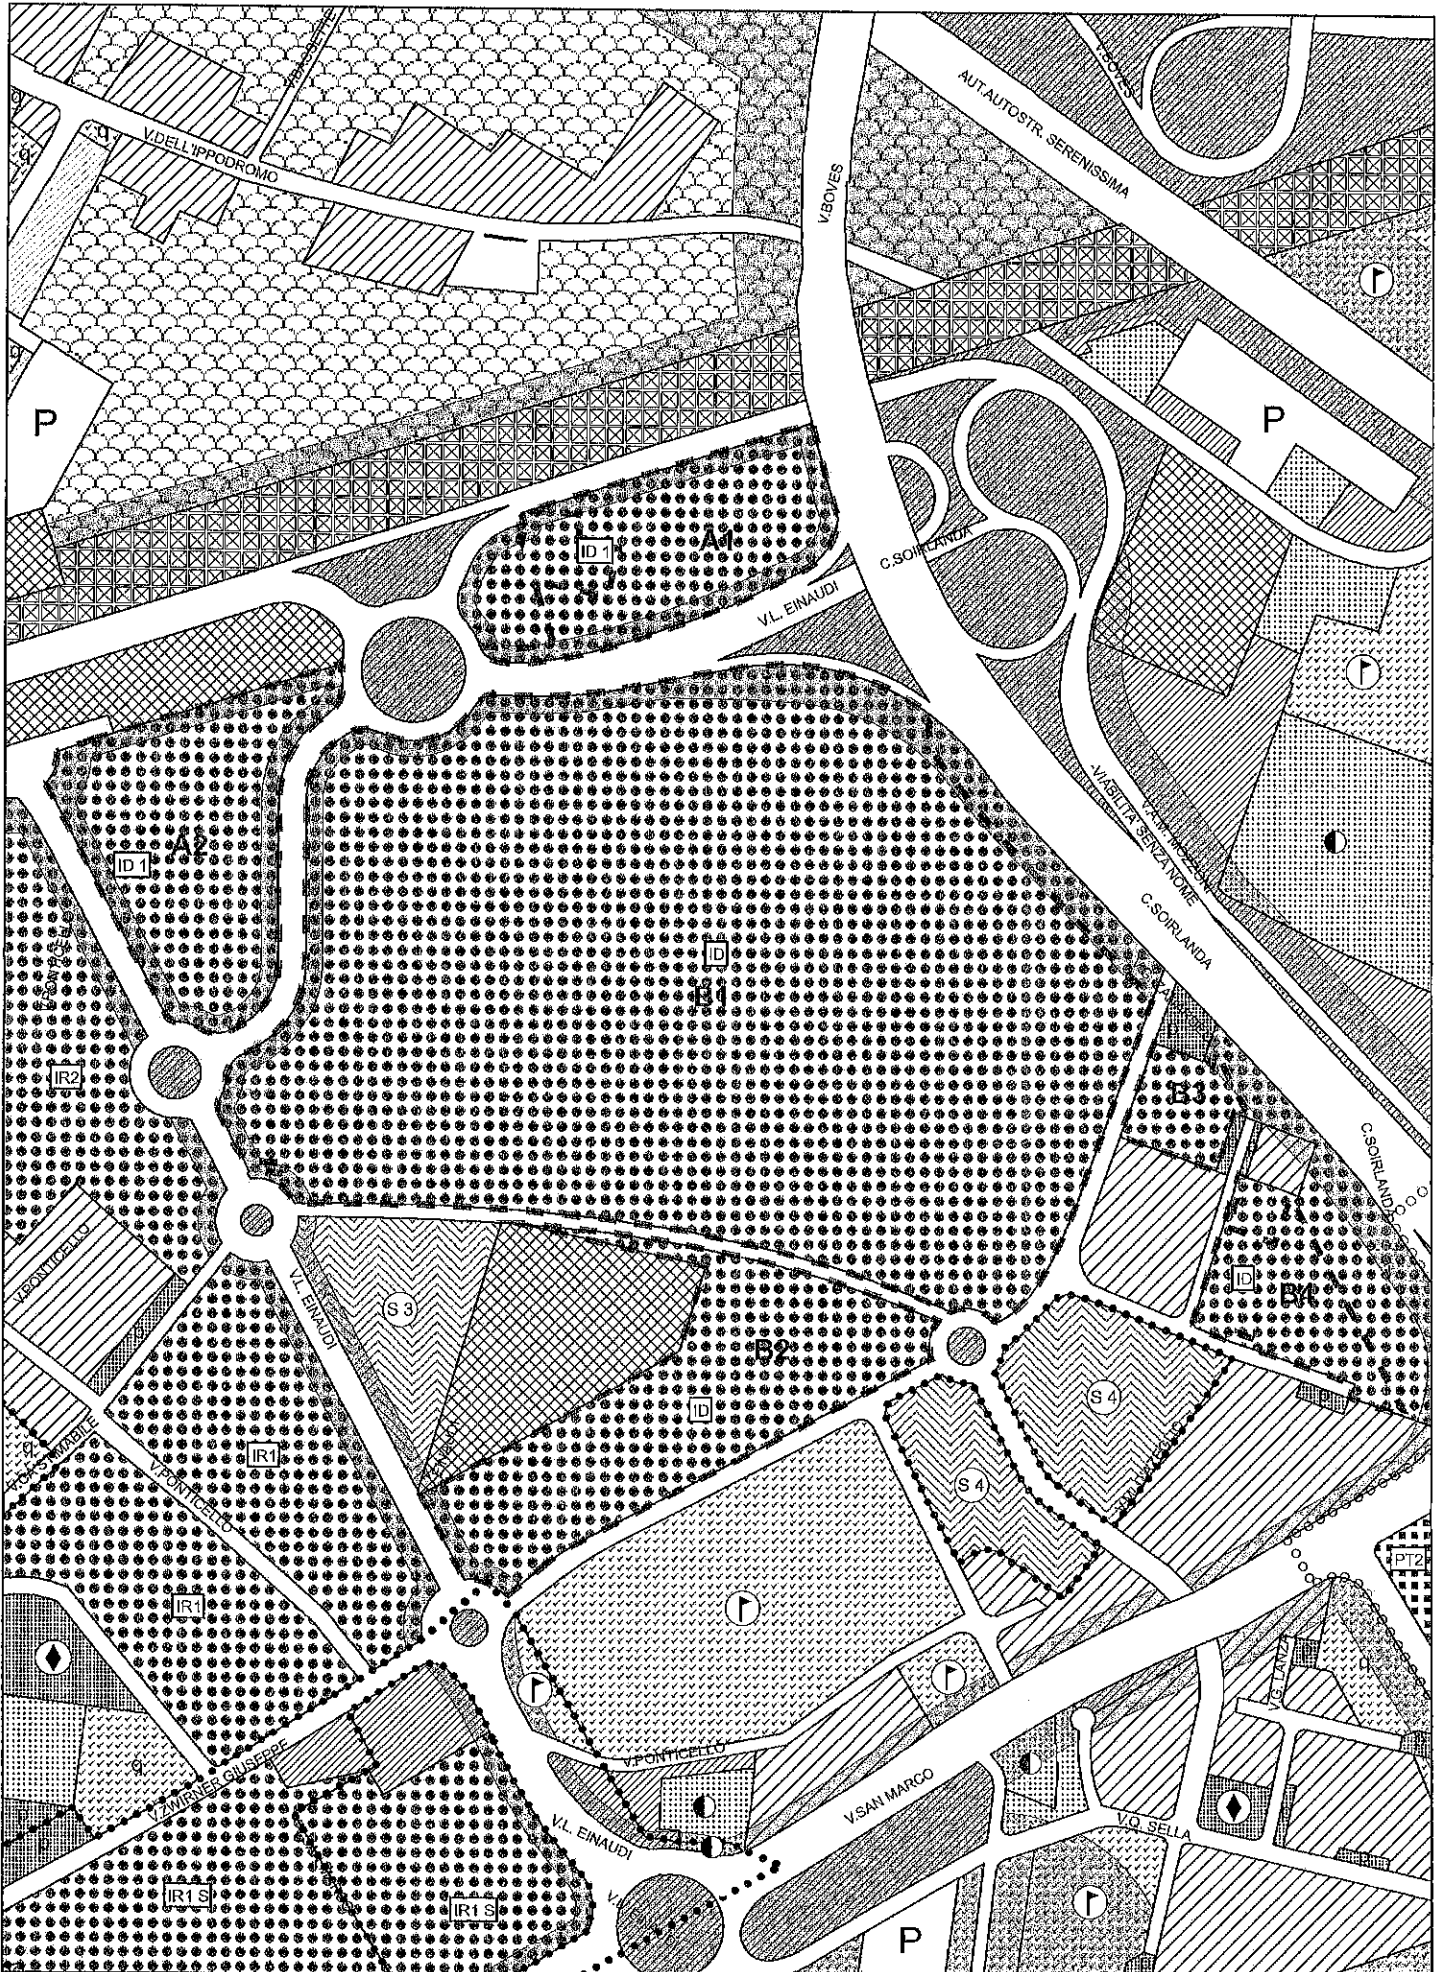 V.BOVES
AUT.AUTOSTR. SERENISSIMA
V.DELL'IPPODROMO
V.BOVES
q
q
q
P
P
A1
ID 1
C.SOIRLANDA
V.L. EINAUDI
A2
ID 1
-VIABILITA' SENZA NOME
C.SOIRLANDA
ID
B1
IR2
p
B3
C.SOIRLANDA
V.PONTICELLO
V.L. EINAUDI
S 3
ID
B4
B2
S 4
ID
S 4
IR1
V.PONTICELLO
q
PT2
IR1
q
V.G. LANZA
q
V.PONTICELLO
V.ZWIRNER GIUSEPPE
V.SAN MARCO
V.Q. SELLA
V.L. EINAUDI
p
IR1 S
IR1 S
P